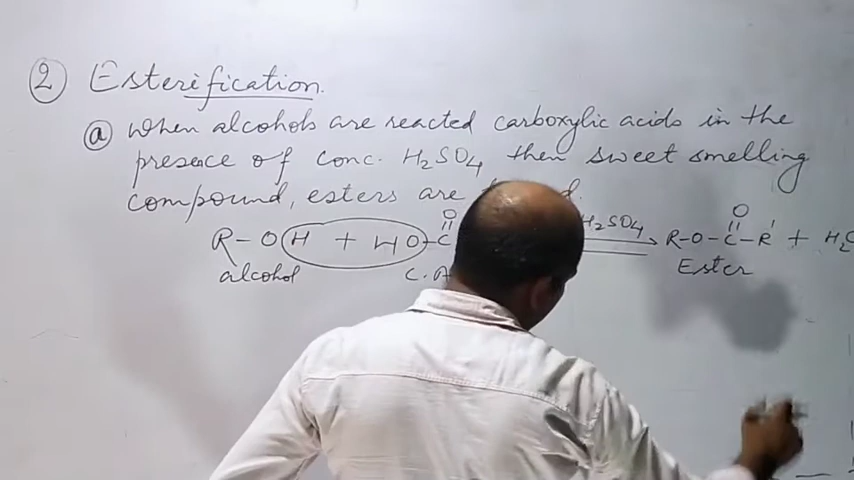 ② Esterification.
ⓐ When alcohols are reacted carboxylic acids in the
presence of conc. H2SO4 then sweet smelling
compound, esters are
R-OH + HO-C=O H2SO4 R-O-C(=O)-R' + H2
alcohol C. A Ester